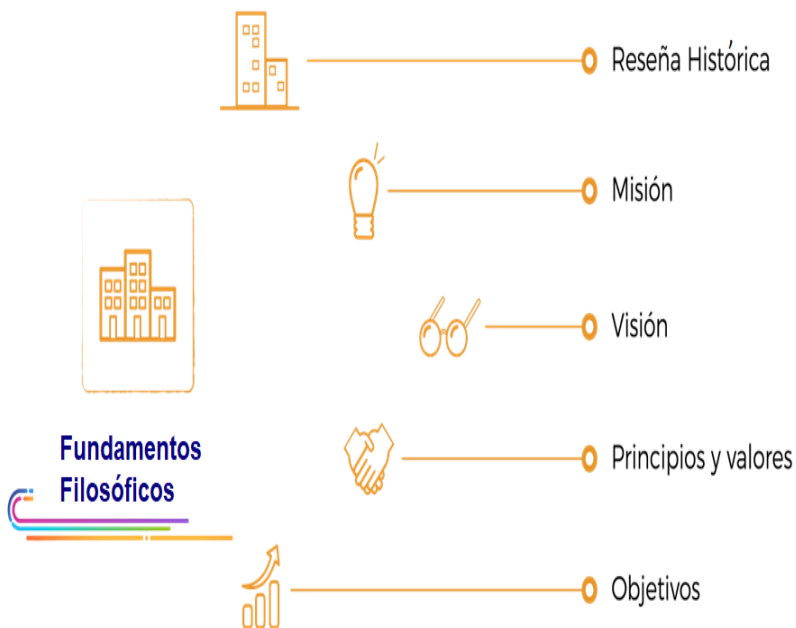 Reseña Histórica
Misión
Visión
Fundamentos
Filosóficos
Principios y valores
Objetivos